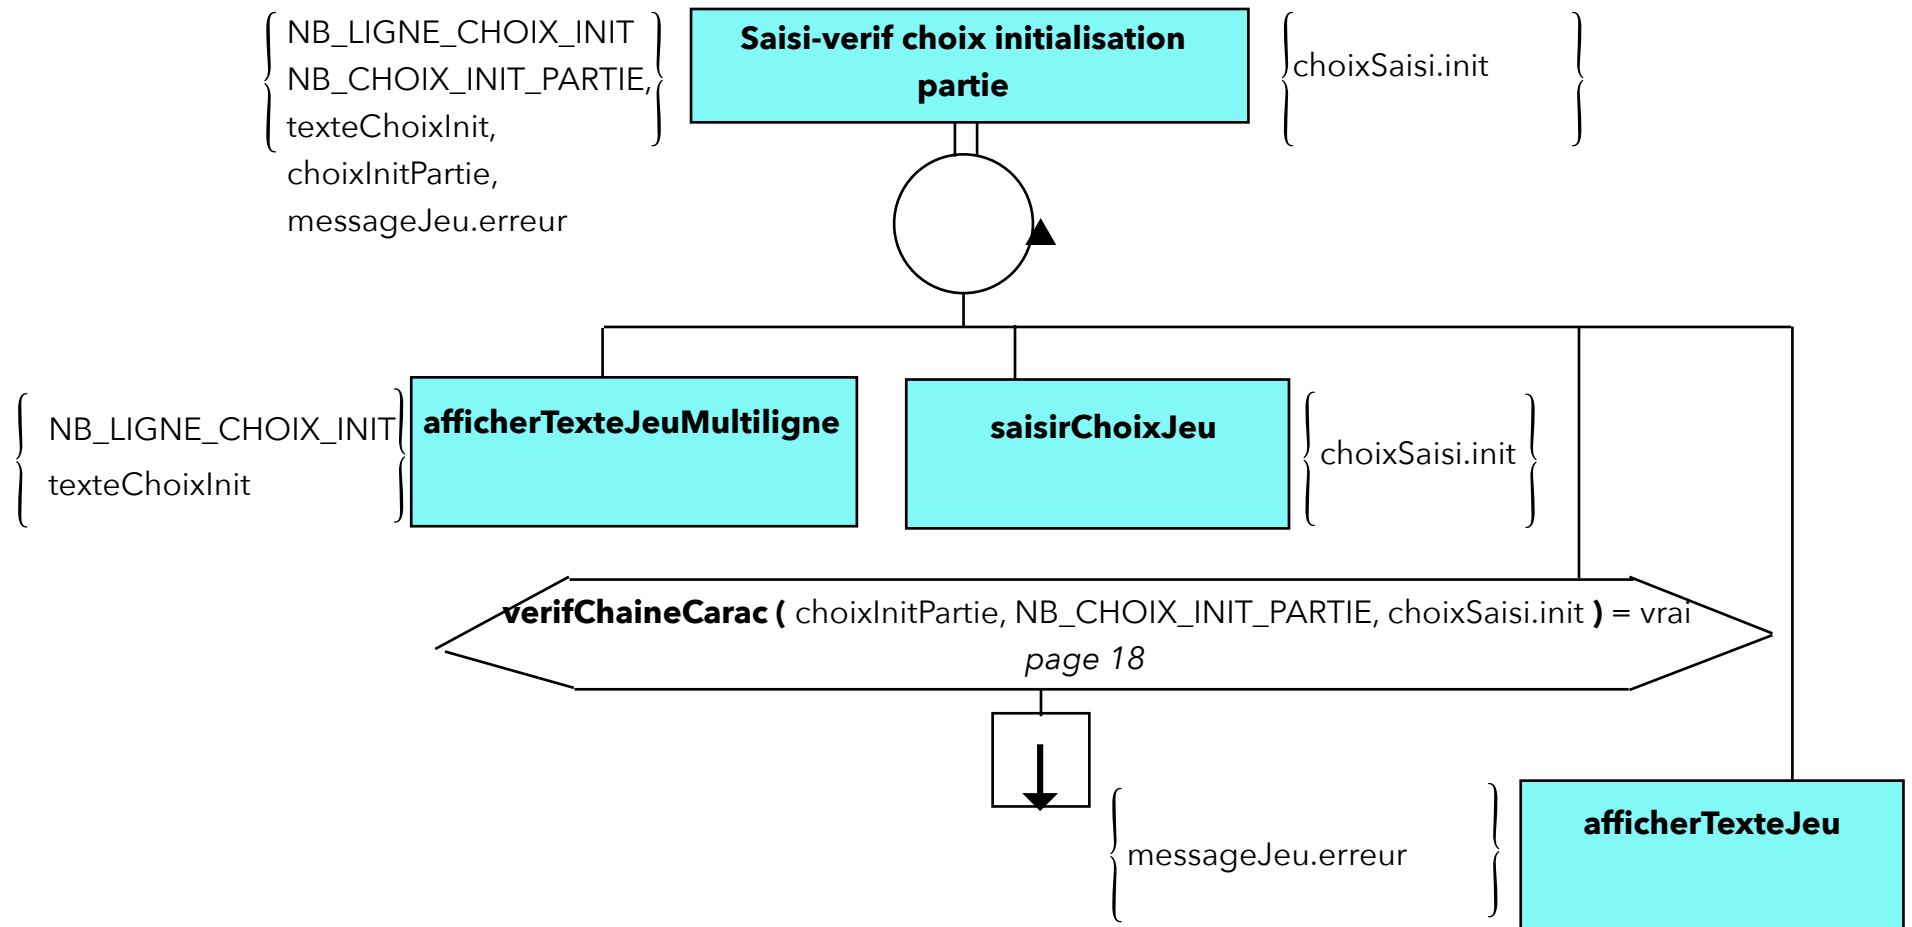 NB_LIGNE_CHOIX_INIT
NB_CHOIX_INIT_PARTIE,
texteChoixInit,
choixInitPartie,
messageJeu.erreur
Saisi-verif choix initialisation
partie
choixSaisi.init
NB_LIGNE_CHOIX_INIT
texteChoixInit
afficherTexteJeuMultiligne
saisirChoixJeu
choixSaisi.init
verifChaineCarac ( choixInitPartie, NB_CHOIX_INIT_PARTIE, choixSaisi.init ) = vrai
page 18
messageJeu.erreur
afficherTexteJeu